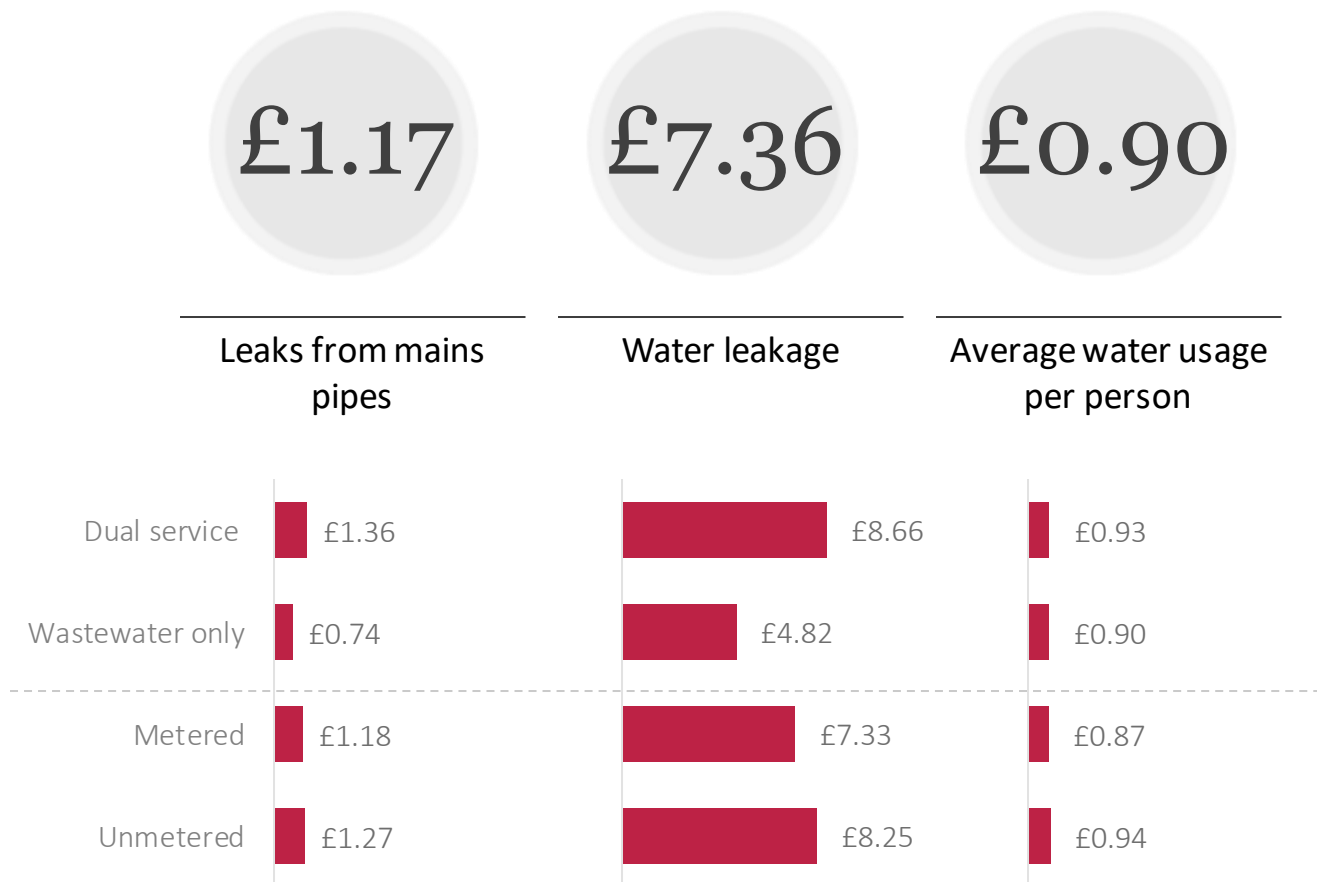 £1.17 £7.36 £0.90
Leaks from mains Water leakage Average water usage
pipes per person
Dual service £1.36 £8.66 £0.93
Wastewater only £0.74 £4.82 £0.90
Metered £1.18 £7.33 £0.87
Unmetered £1.27 £8.25 £0.94